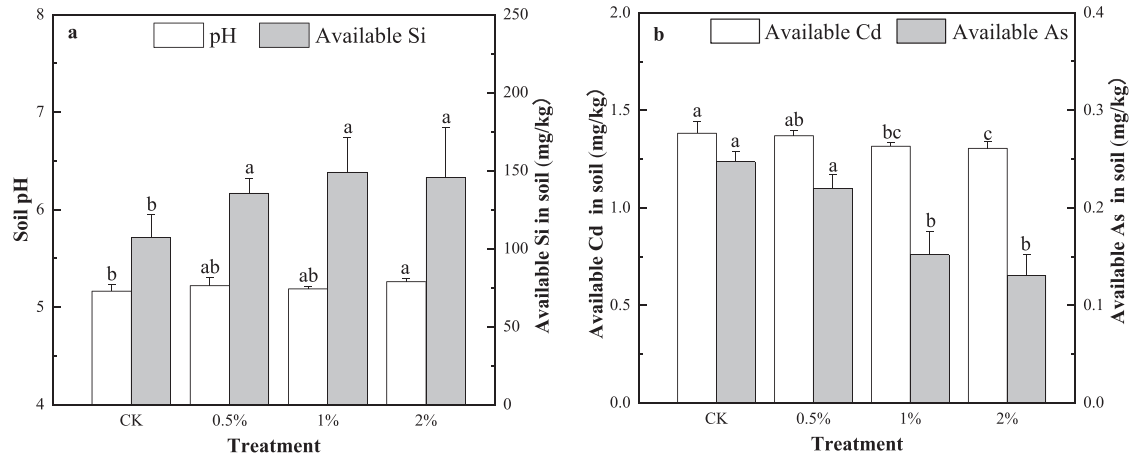 a
pH
Available Si
8
7
6
5
4
Soil pH
b
b
ab
a
ab
a
a
a
250
200
150
100
50
0
Available Si in soil (mg/kg)
CK
0.5%
1%
2%
Treatment
b
Available Cd
Available As
2.0
1.5
1.0
0.5
0.0
Available Cd in soil (mg/kg)
a
a
ab
a
bc
b
c
b
0.4
0.3
0.2
0.1
0.0
Available As in soil (mg/kg)
CK
0.5%
1%
2%
Treatment